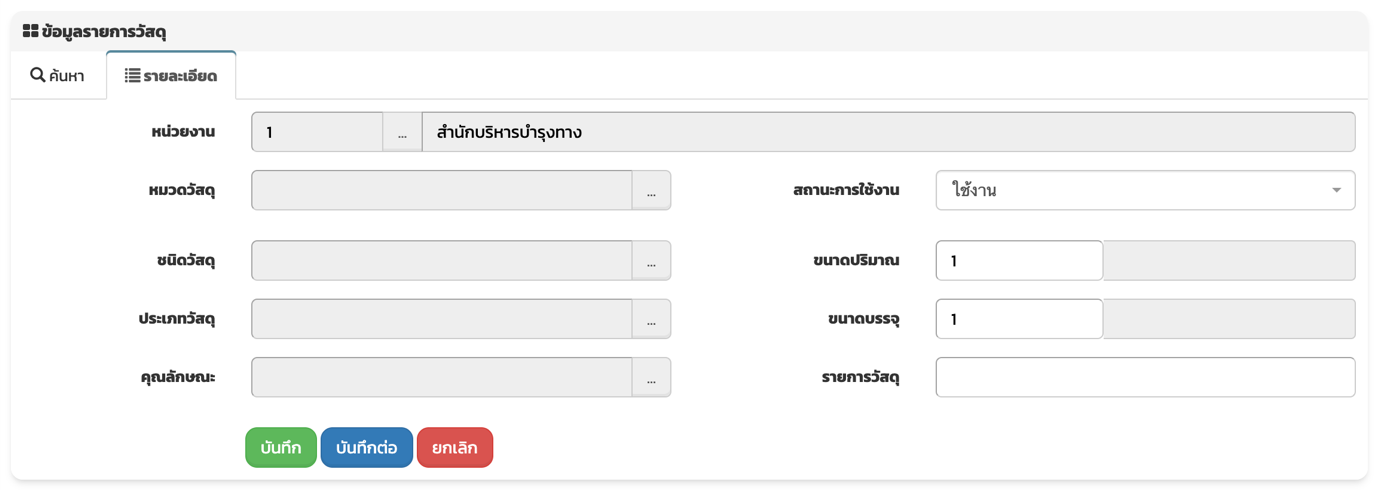 ข้อมูลรายการวัสดุ
ค้นหา รายละเอียด
หน่วยงาน 1 ... สำนักบริหารบำรุงทาง
หมวดวัสดุ ... สถานะการใช้งาน ใช้งาน
ชนิดวัสดุ ... ขนาดปริมาณ 1
ประเภทวัสดุ ... ขนาดบรรจุ 1
คุณลักษณะ ... รายการวัสดุ
บันทึก บันทึกต่อ ยกเลิก